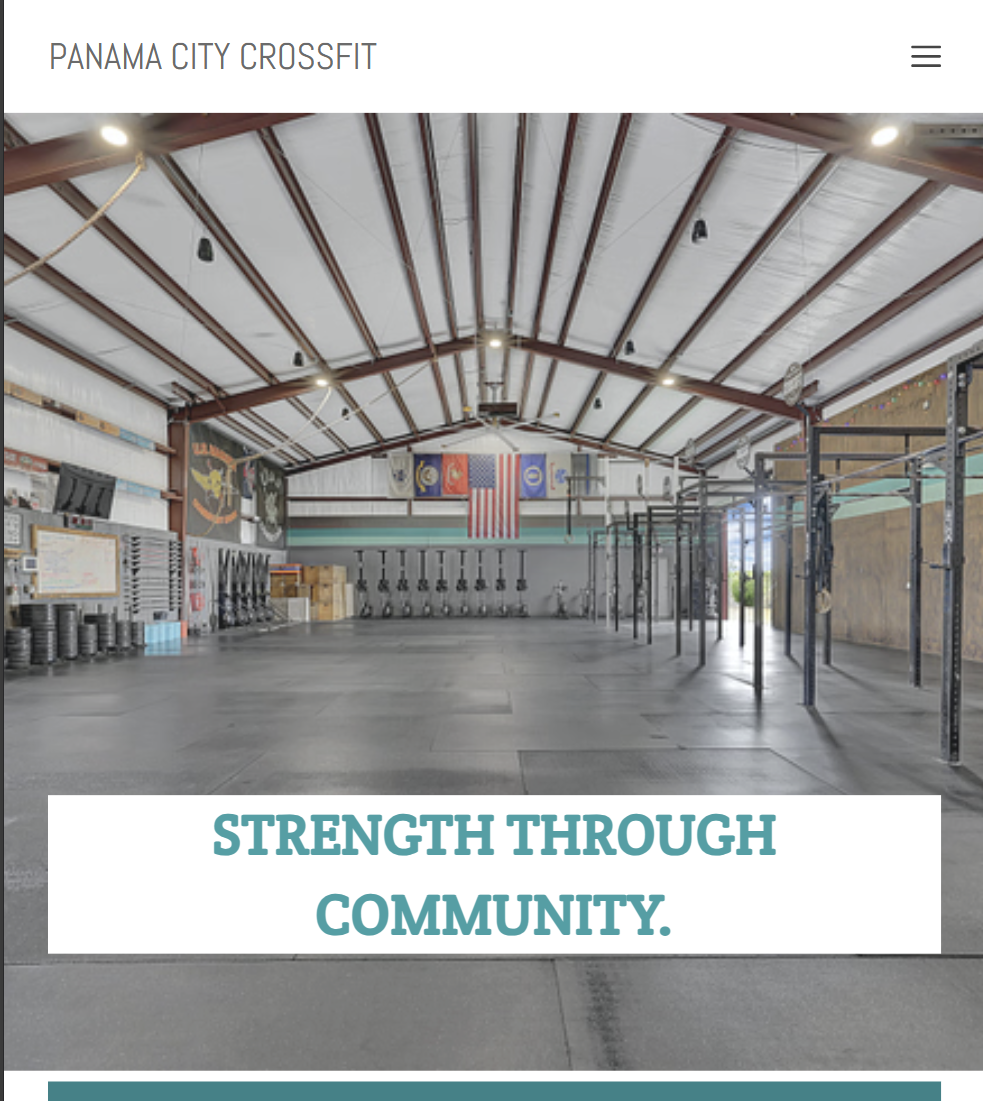 PANAMA CITY CROSSFIT
STRENGTH THROUGH
COMMUNITY.